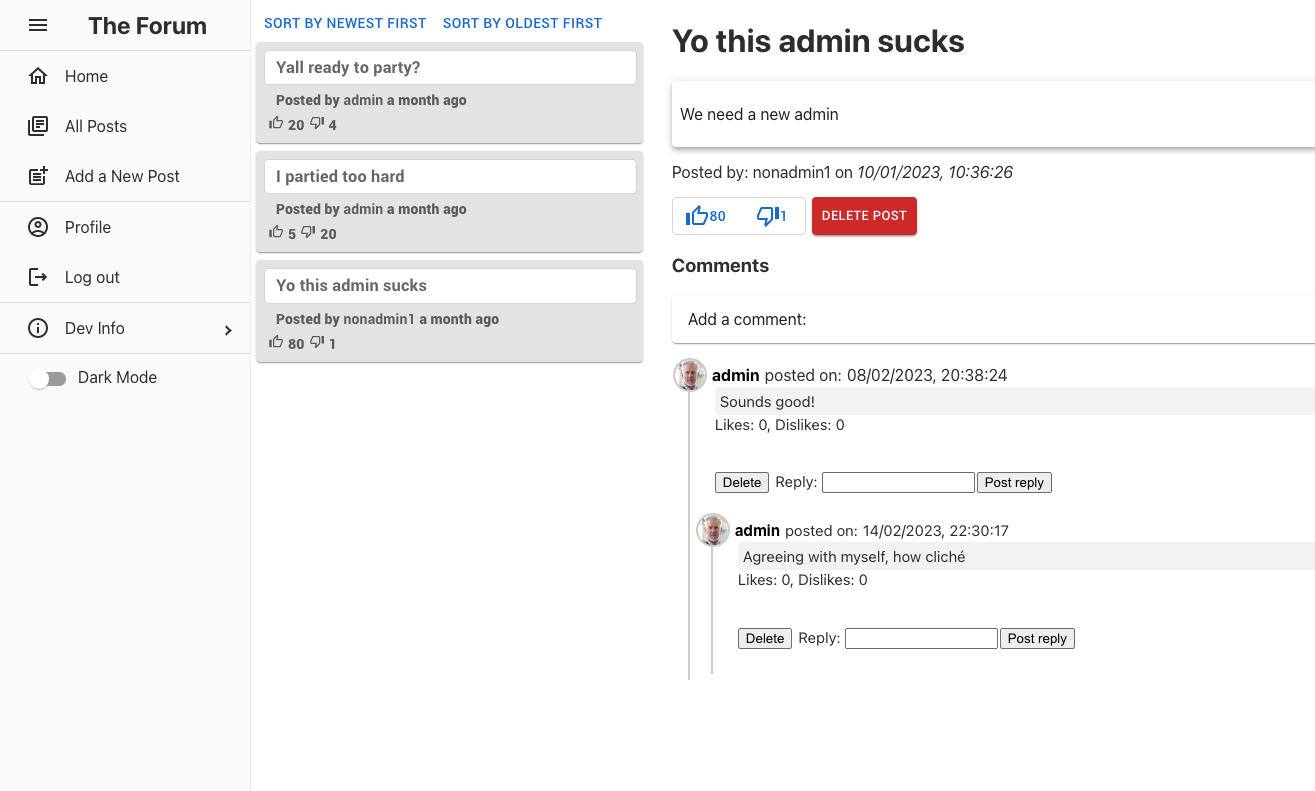 The Forum
Home
All Posts
Add a New Post
Profile
Log out
Dev Info
Dark Mode
SORT BY NEWEST FIRST SORT BY OLDEST FIRST
Yall ready to party?
Posted by admin a month ago
20 4
I partied too hard
Posted by admin a month ago
5 20
Yo this admin sucks
Posted by nonadmin1 a month ago
80 1
Yo this admin sucks
We need a new admin
Posted by: nonadmin1 on 10/01/2023, 10:36:26
80 1 DELETE POST
Comments
Add a comment:
admin posted on: 08/02/2023, 20:38:24
Sounds good!
Likes: 0, Dislikes: 0
Delete Reply: Post reply
admin posted on: 14/02/2023, 22:30:17
Agreeing with myself, how cliché
Likes: 0, Dislikes: 0
Delete Reply: Post reply